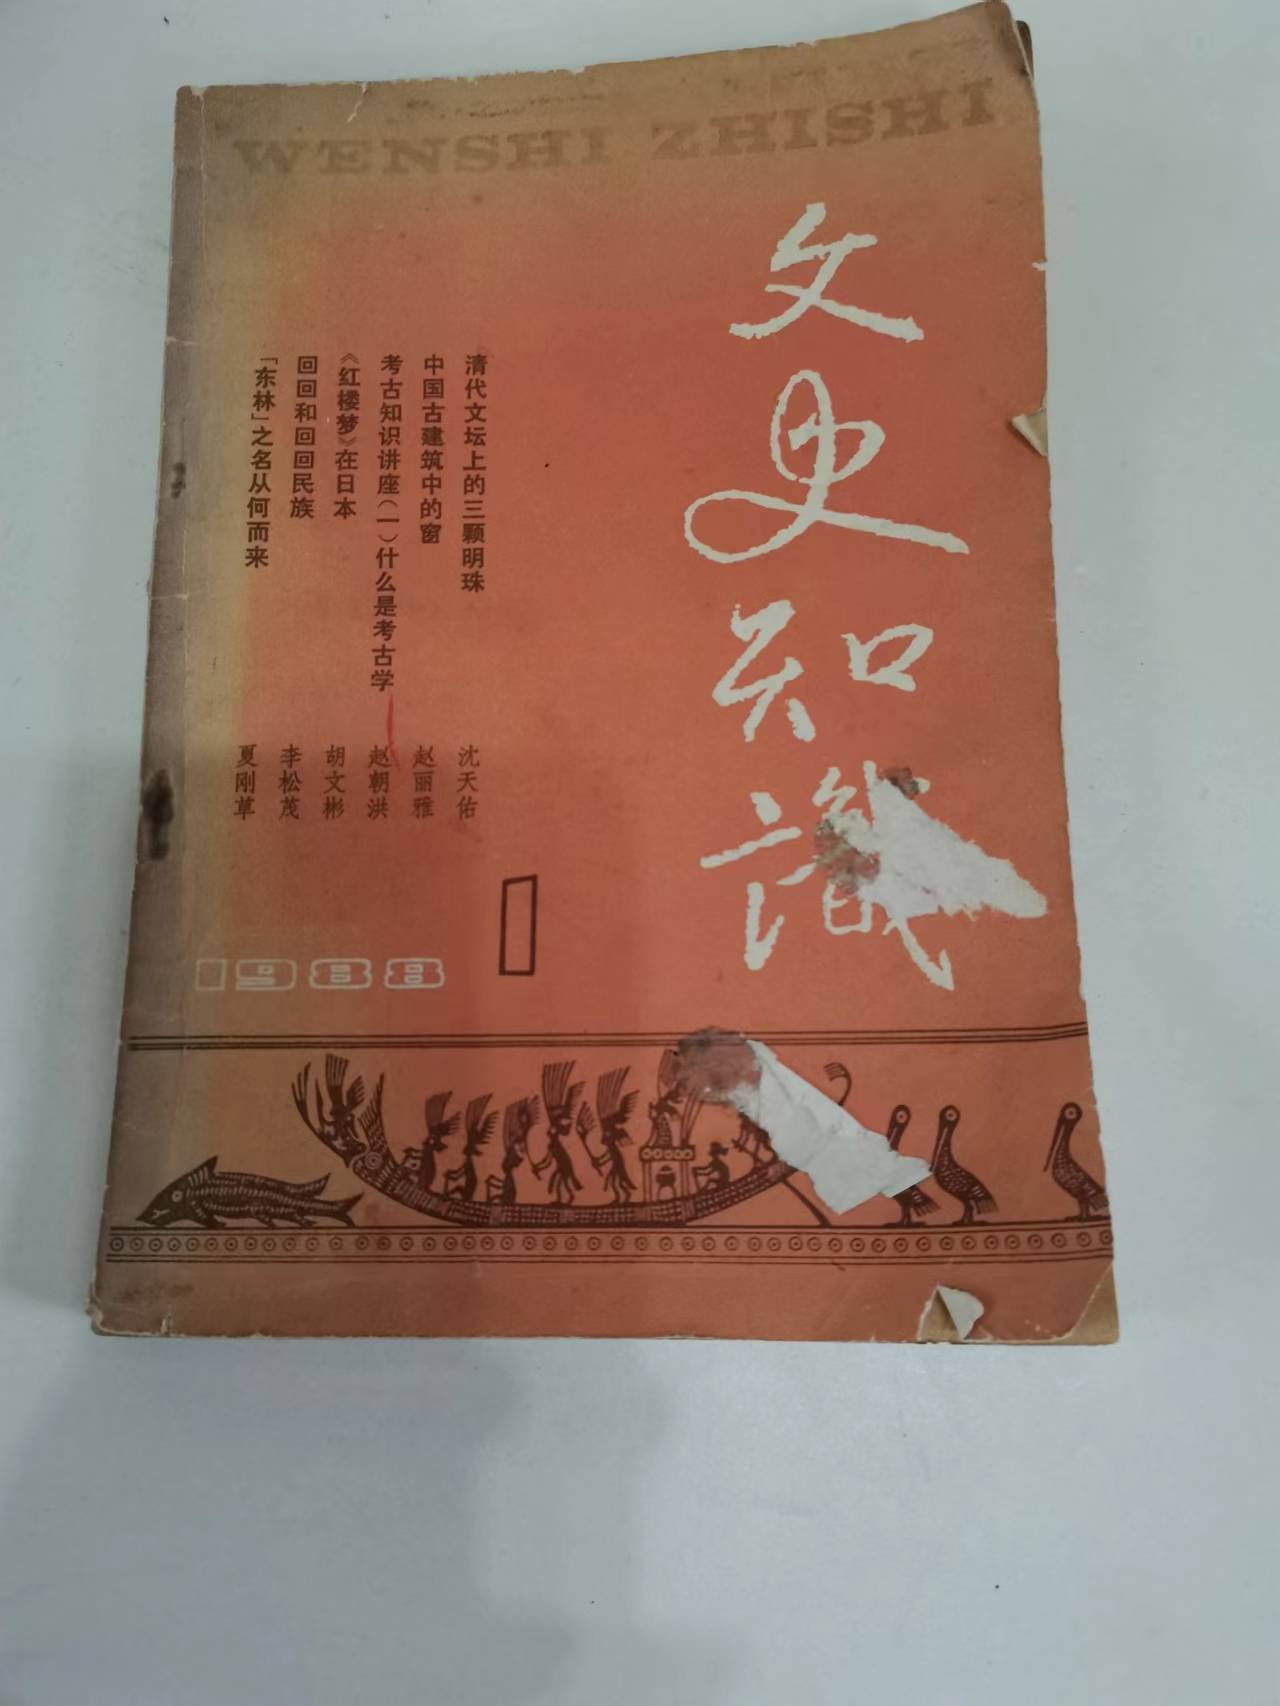 WENSHI ZHISHI
文史知識
清代文坛上的三颗明珠 沈天佑
中国古建筑中的窗 赵丽雅
考古知识讲座(一)什么是考古学 赵朝洪
《红楼梦》在日本 胡文彬
回回和回回民族 李松茂
「东林」之名从何而来 夏刚草
1988 1